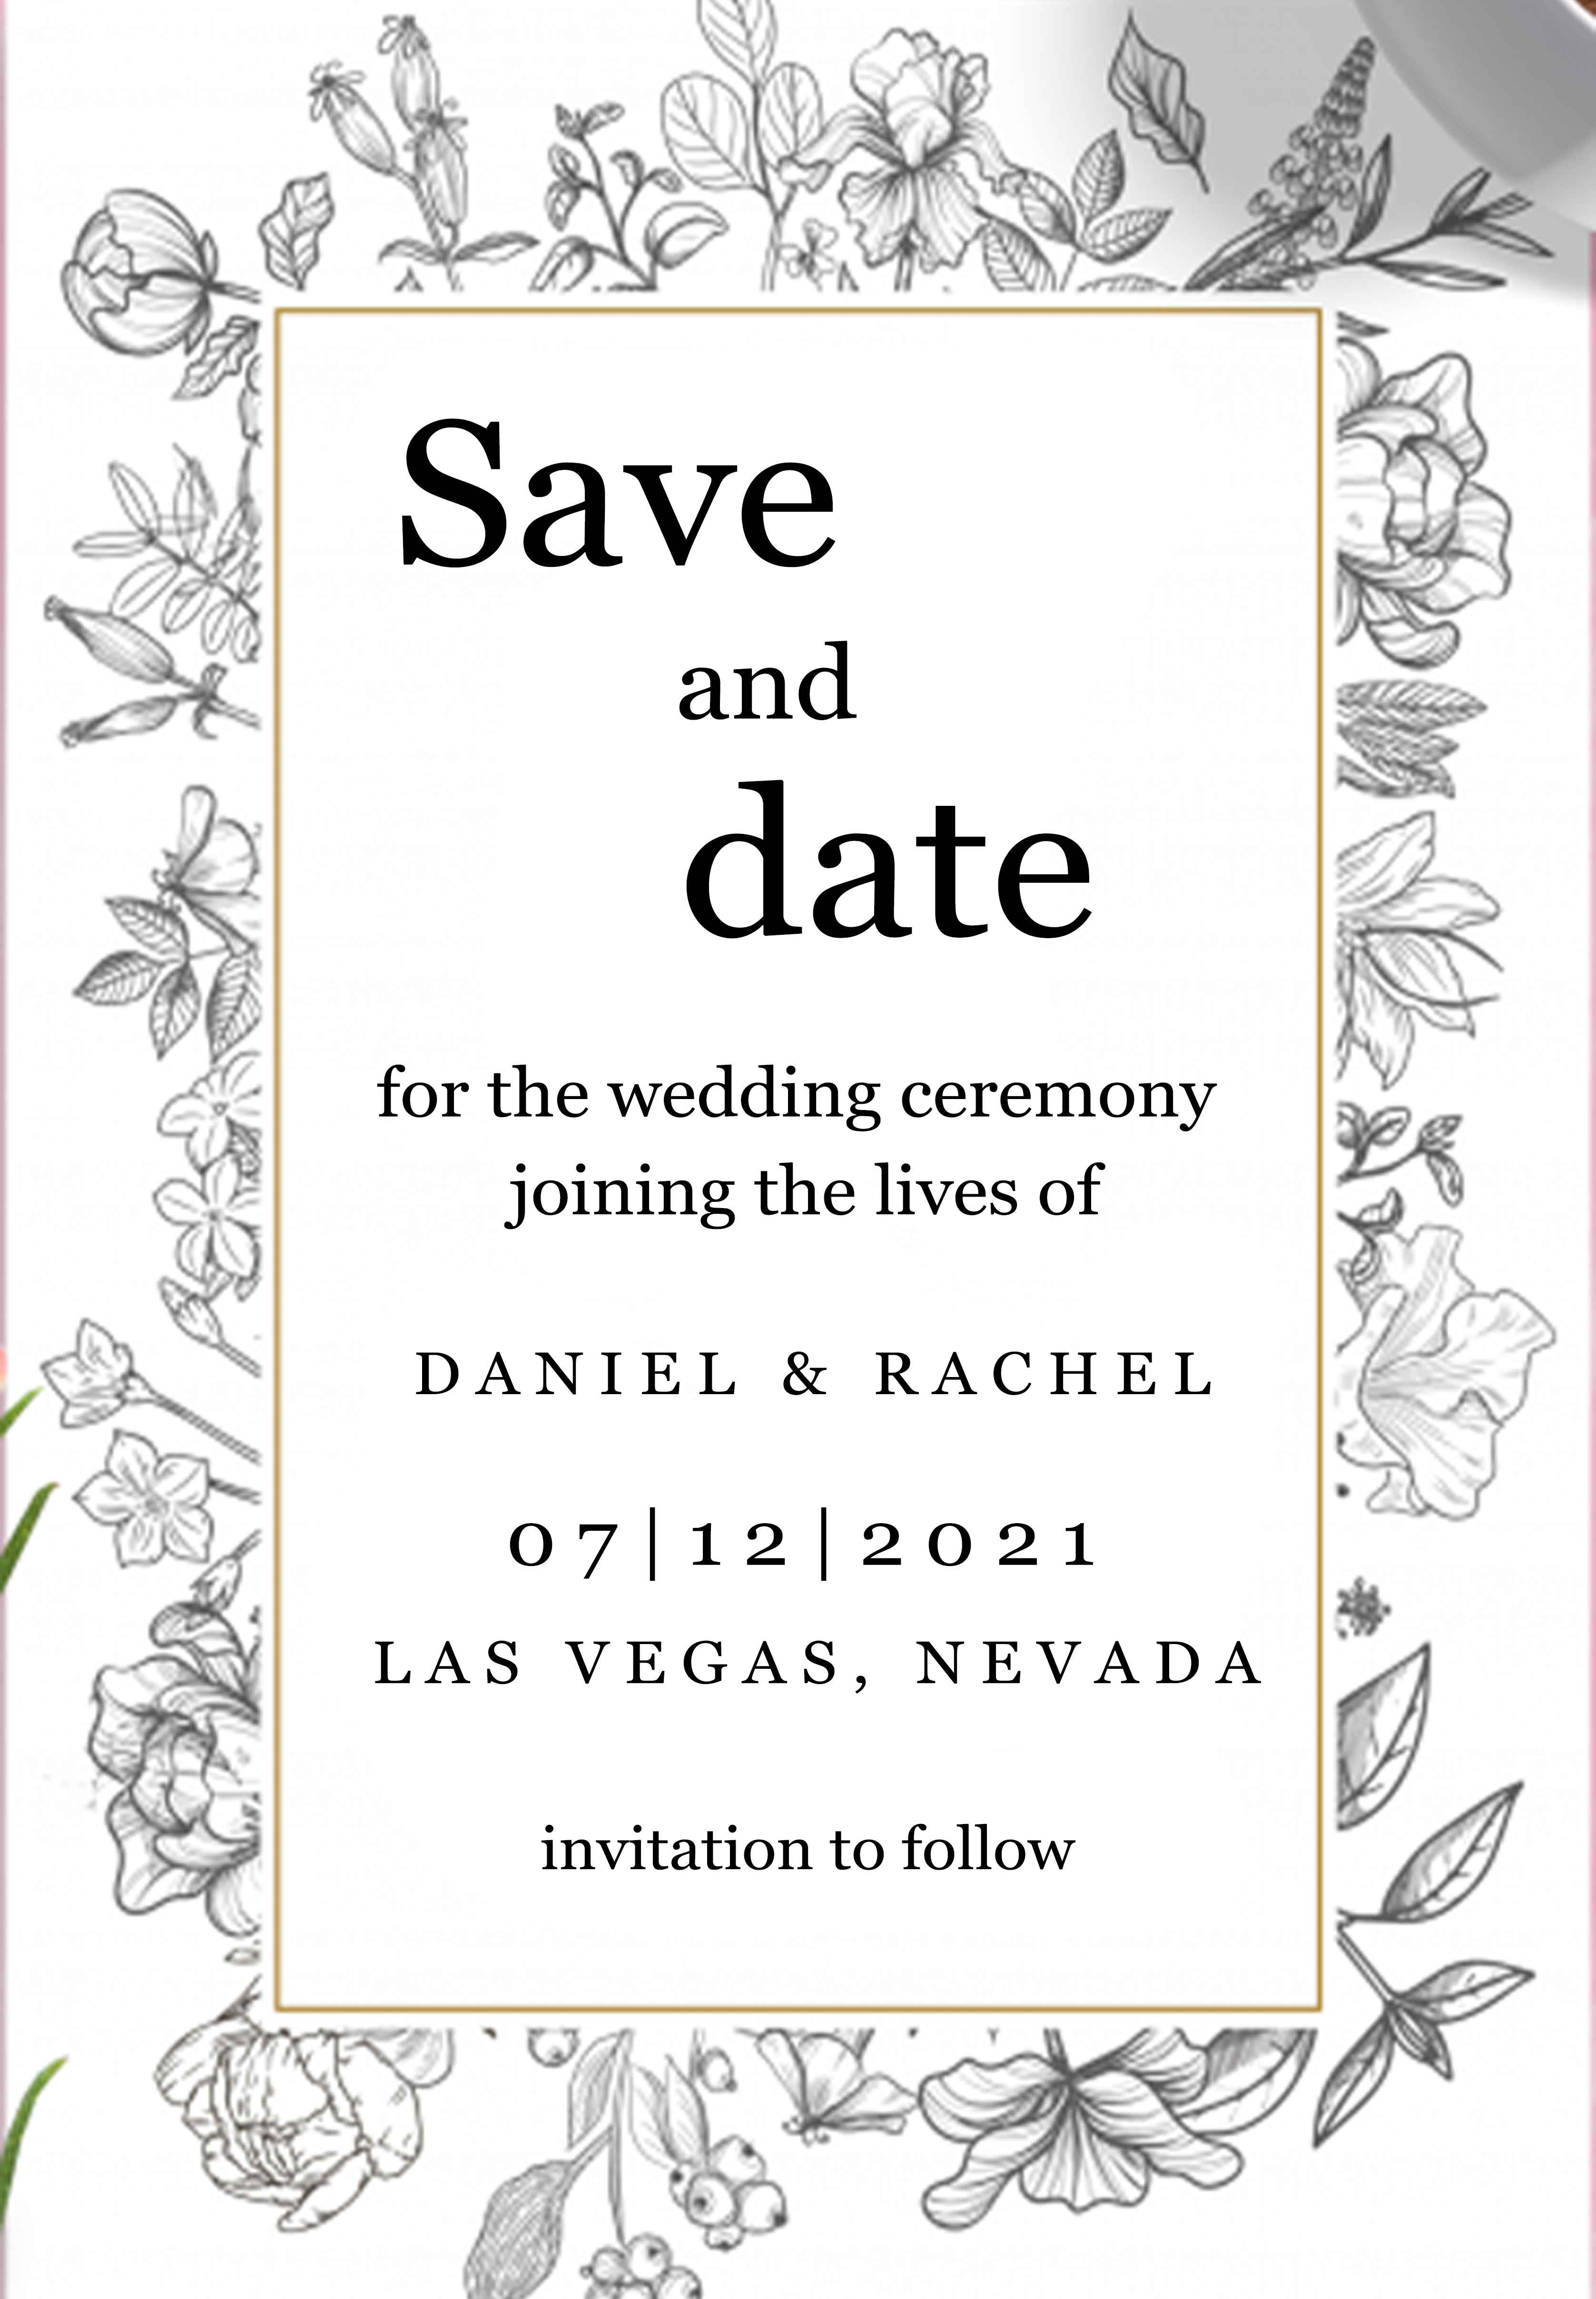 Save
and
date
for the wedding ceremony
joining the lives of
DANIEL & RACHEL
07|12|2021
LAS VEGAS, NEVADA
invitation to follow